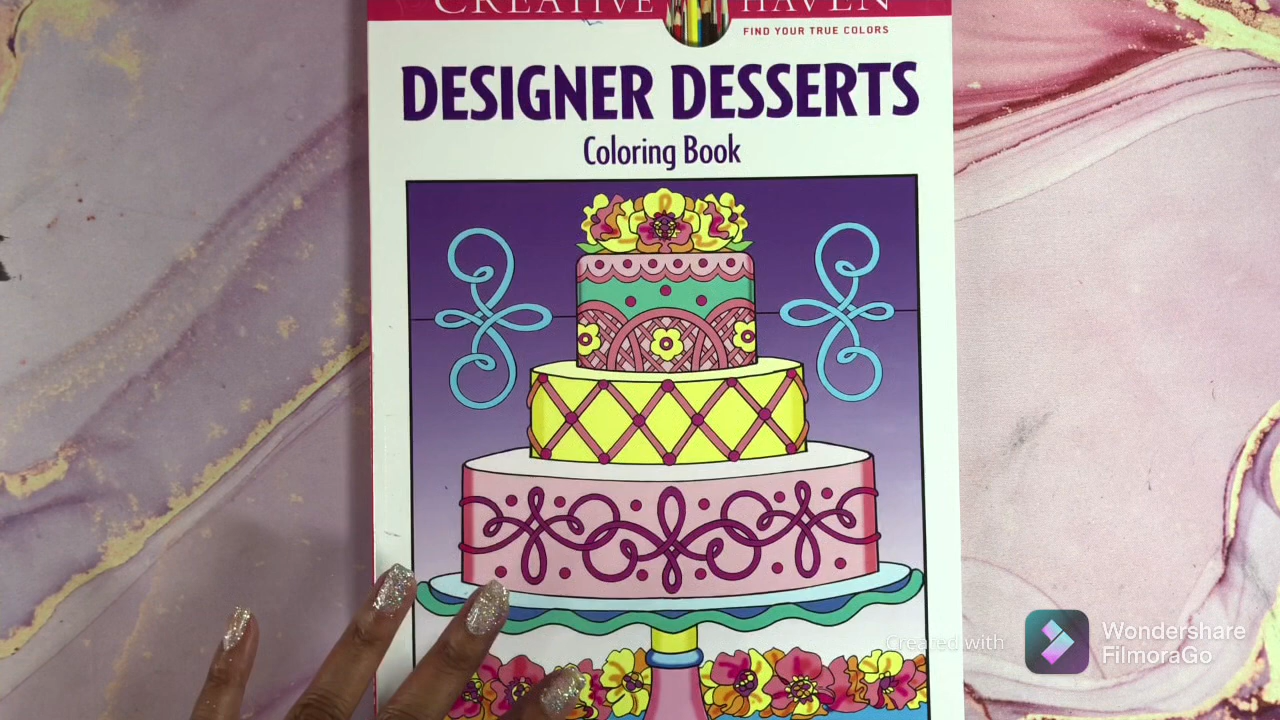 CREATIVE HAVEN
FIND YOUR TRUE COLORS
DESIGNER DESSERTS
Coloring Book
Created with
Wondershare
FilmoraGo